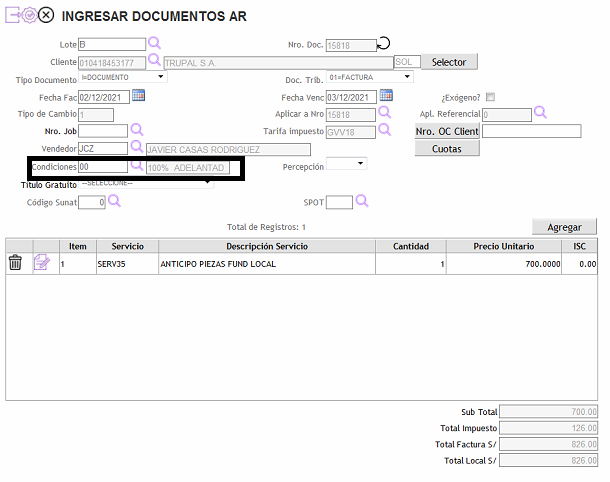 INGRESAR DOCUMENTOS AR
Lote B Nro. Doc. 15818
Cliente 010418453177 TRUPAL S.A. SOL Selector
Tipo Documento I=DOCUMENTO Doc. Trib. 01=FACTURA
Fecha Fac 02/12/2021 Fecha Venc 03/12/2021 ¿Exógeno?
Tipo de Cambio 1 Aplicar a Nro 15818 Apl. Referencial 0
Nro. Job Tarifa impuesto GVV18 Nro. OC Client
Vendedor JCZ JAVIER CASAS RODRIGUEZ Cuotas
Condiciones 00 100% ADELANTAD Percepción
Título Gratuito --SELECCIONE--
Código Sunat 0 SPOT
Total de Registros: 1 Agregar
Item Servicio Descripción Servicio Cantidad Precio Unitario ISC
1 SERV35 ANTICIPO PIEZAS FUND LOCAL 1 700.0000 0.00
Sub Total 700.00
Total Impuesto 126.00
Total Factura S/ 826.00
Total Local S/ 826.00